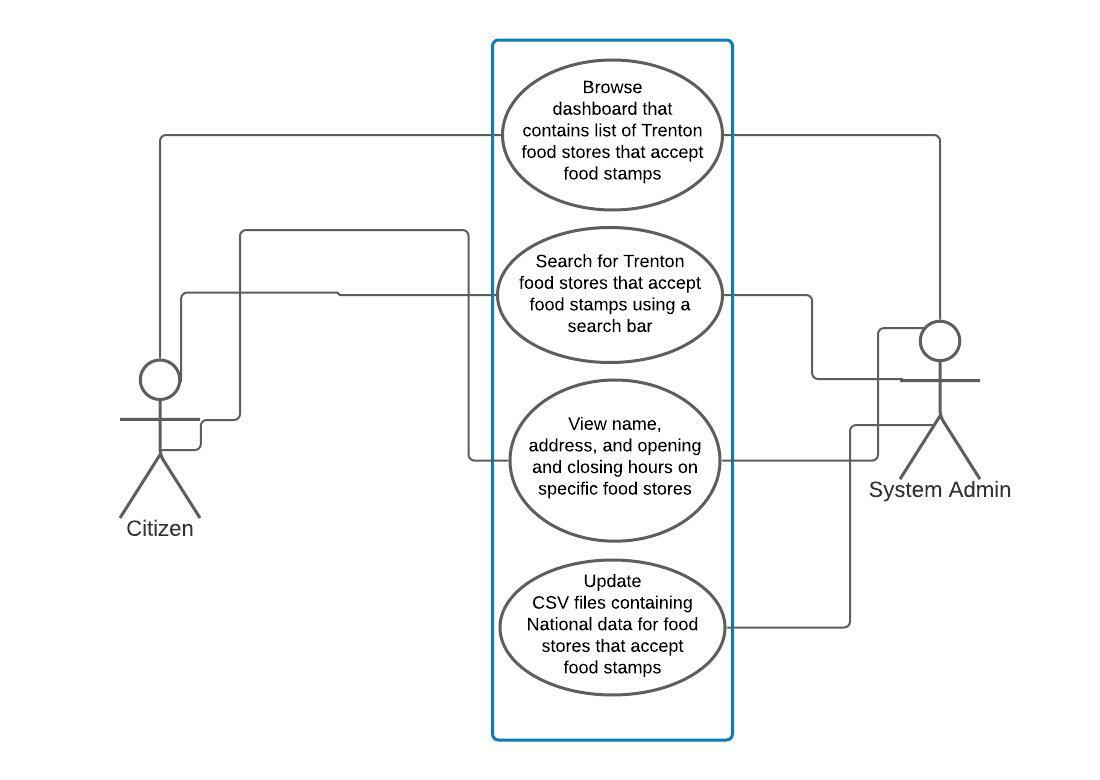 Browse
dashboard that
contains list of Trenton
food stores that accept
food stamps
Search for Trenton
food stores that accept
food stamps using a
search bar
View name,
address, and opening
and closing hours on
specific food stores
System Admin
Citizen
Update
CSV files containing
National data for food
stores that accept
food stamps